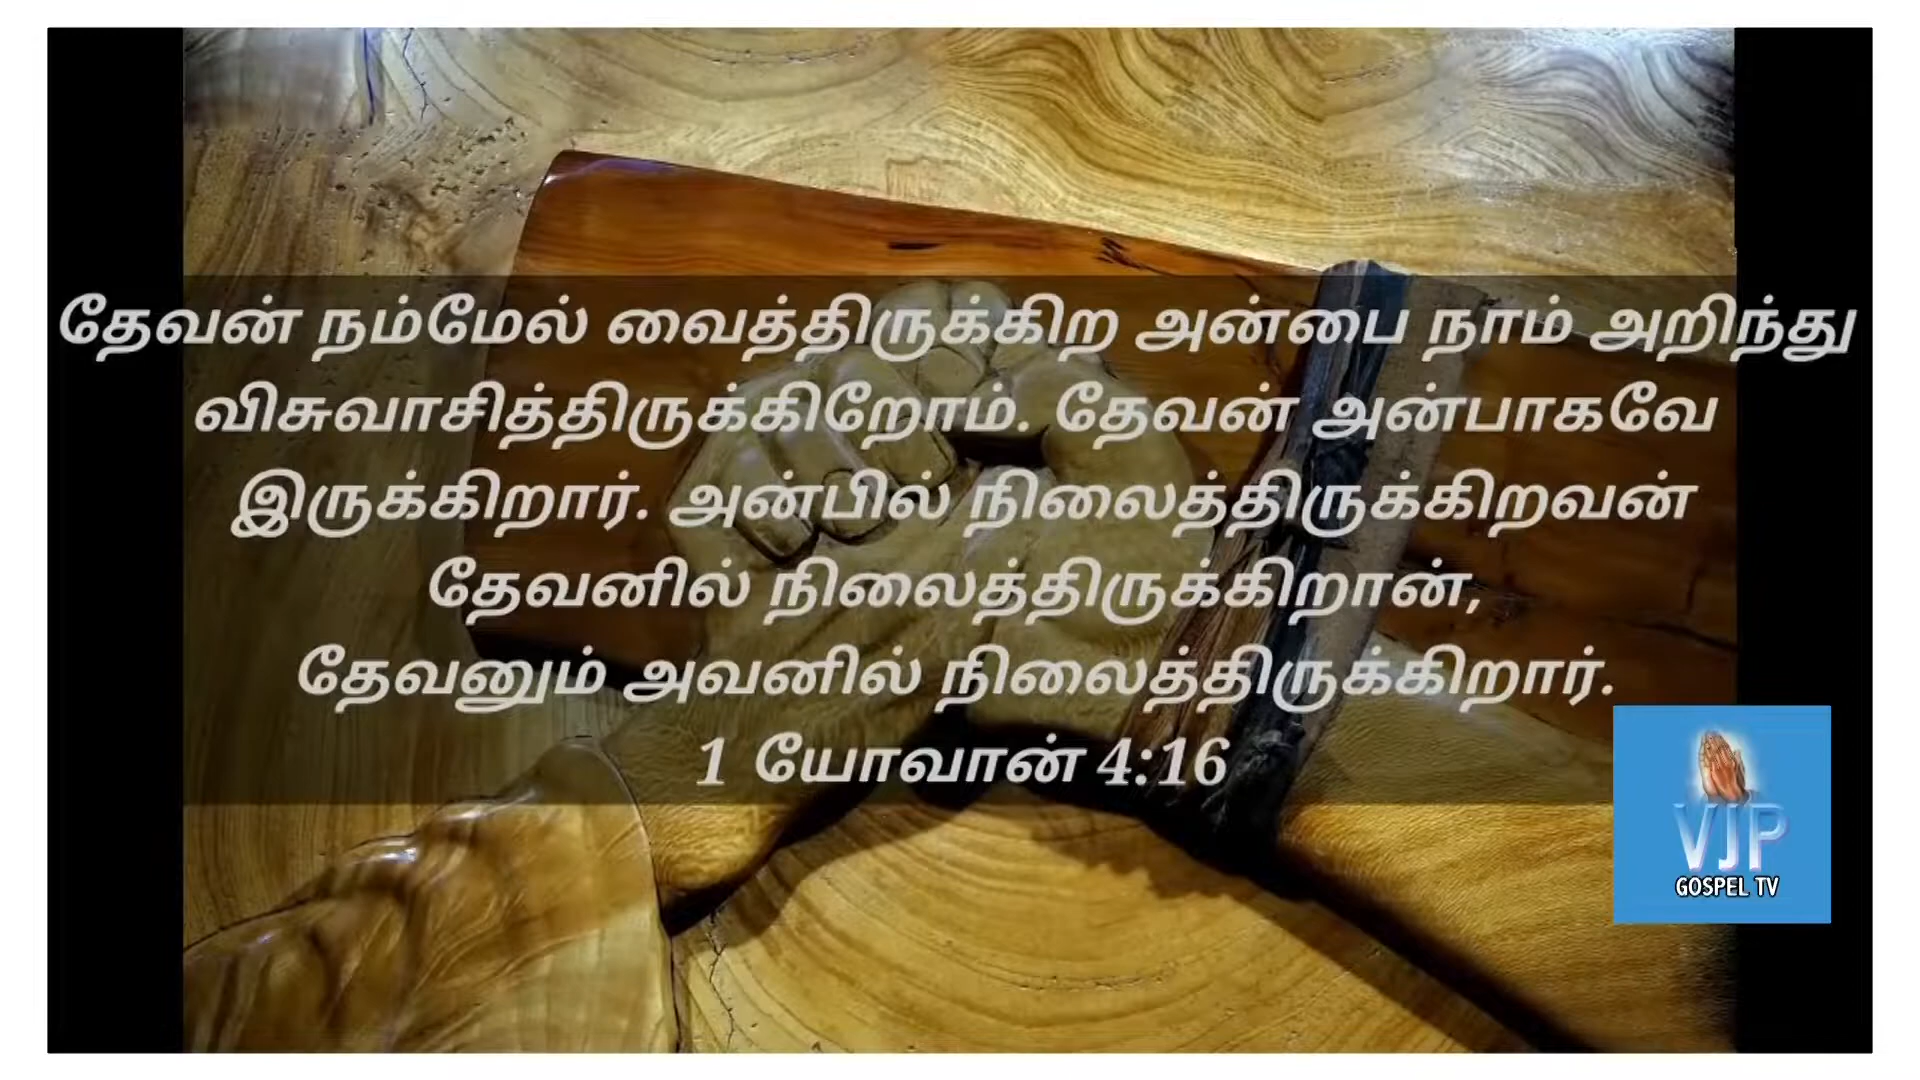 தேவன் நம்மேல் வைத்திருக்கிற அன்பை நாம் அறிந்து
விசுவாசித்திருக்கிறோம். தேவன் அன்பாகவே
இருக்கிறார். அன்பில் நிலைத்திருக்கிறவன்
தேவனில் நிலைத்திருக்கிறான்,
தேவனும் அவனில் நிலைத்திருக்கிறார்.
1 யோவான் 4:16
VJP
GOSPEL TV